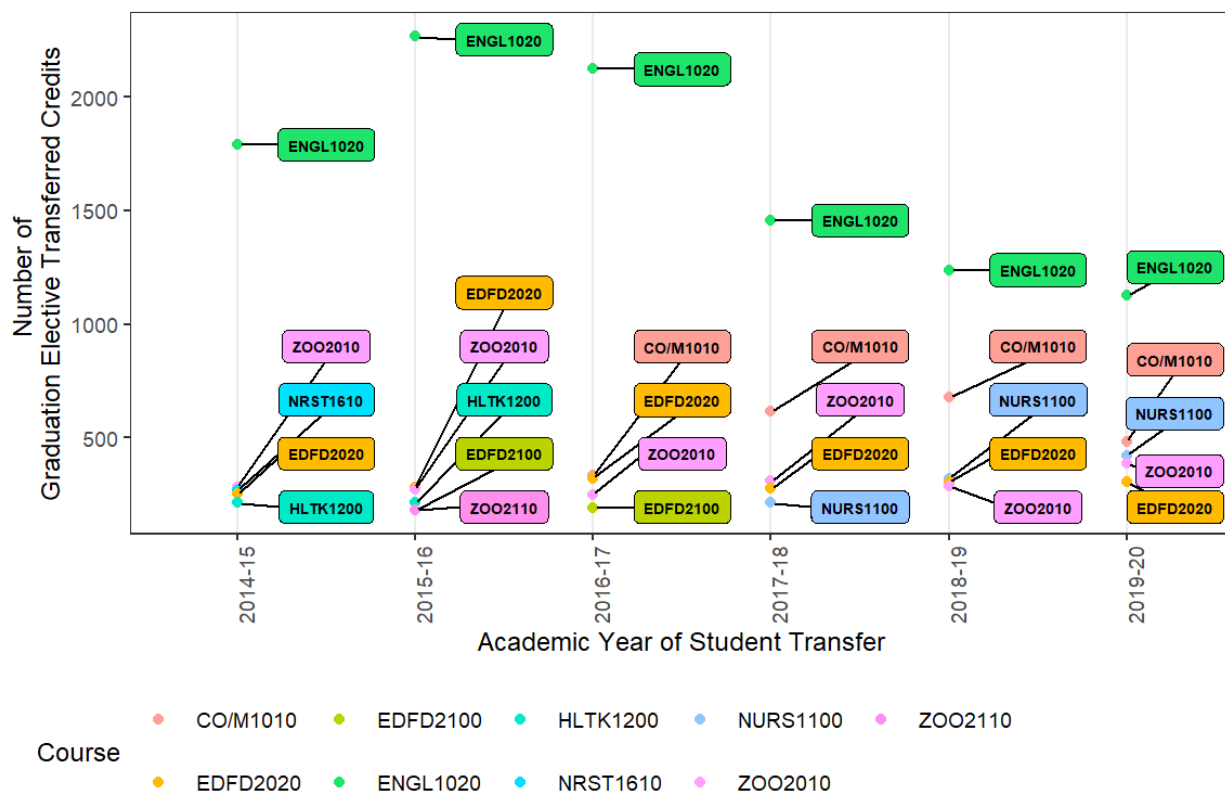 Number of
Graduation Elective Transferred Credits
2000
1500
1000
500
ENGL1020
ENGL1020
ENGL1020
ENGL1020
ENGL1020
ENGL1020
ZOO2010
NRST1610
EDFD2020
HLTK1200
EDFD2020
ZOO2010
HLTK1200
EDFD2100
ZOO2110
CO/M1010
EDFD2020
ZOO2010
EDFD2100
CO/M1010
ZOO2010
EDFD2020
NURS1100
CO/M1010
NURS1100
EDFD2020
ZOO2010
CO/M1010
NURS1100
ZOO2010
EDFD2020
2014-15
2015-16
2016-17
2017-18
2018-19
2019-20
Academic Year of Student Transfer
Course
CO/M1010 EDFD2100 HLTK1200 NURS1100 ZOO2110
EDFD2020 ENGL1020 NRST1610 ZOO2010